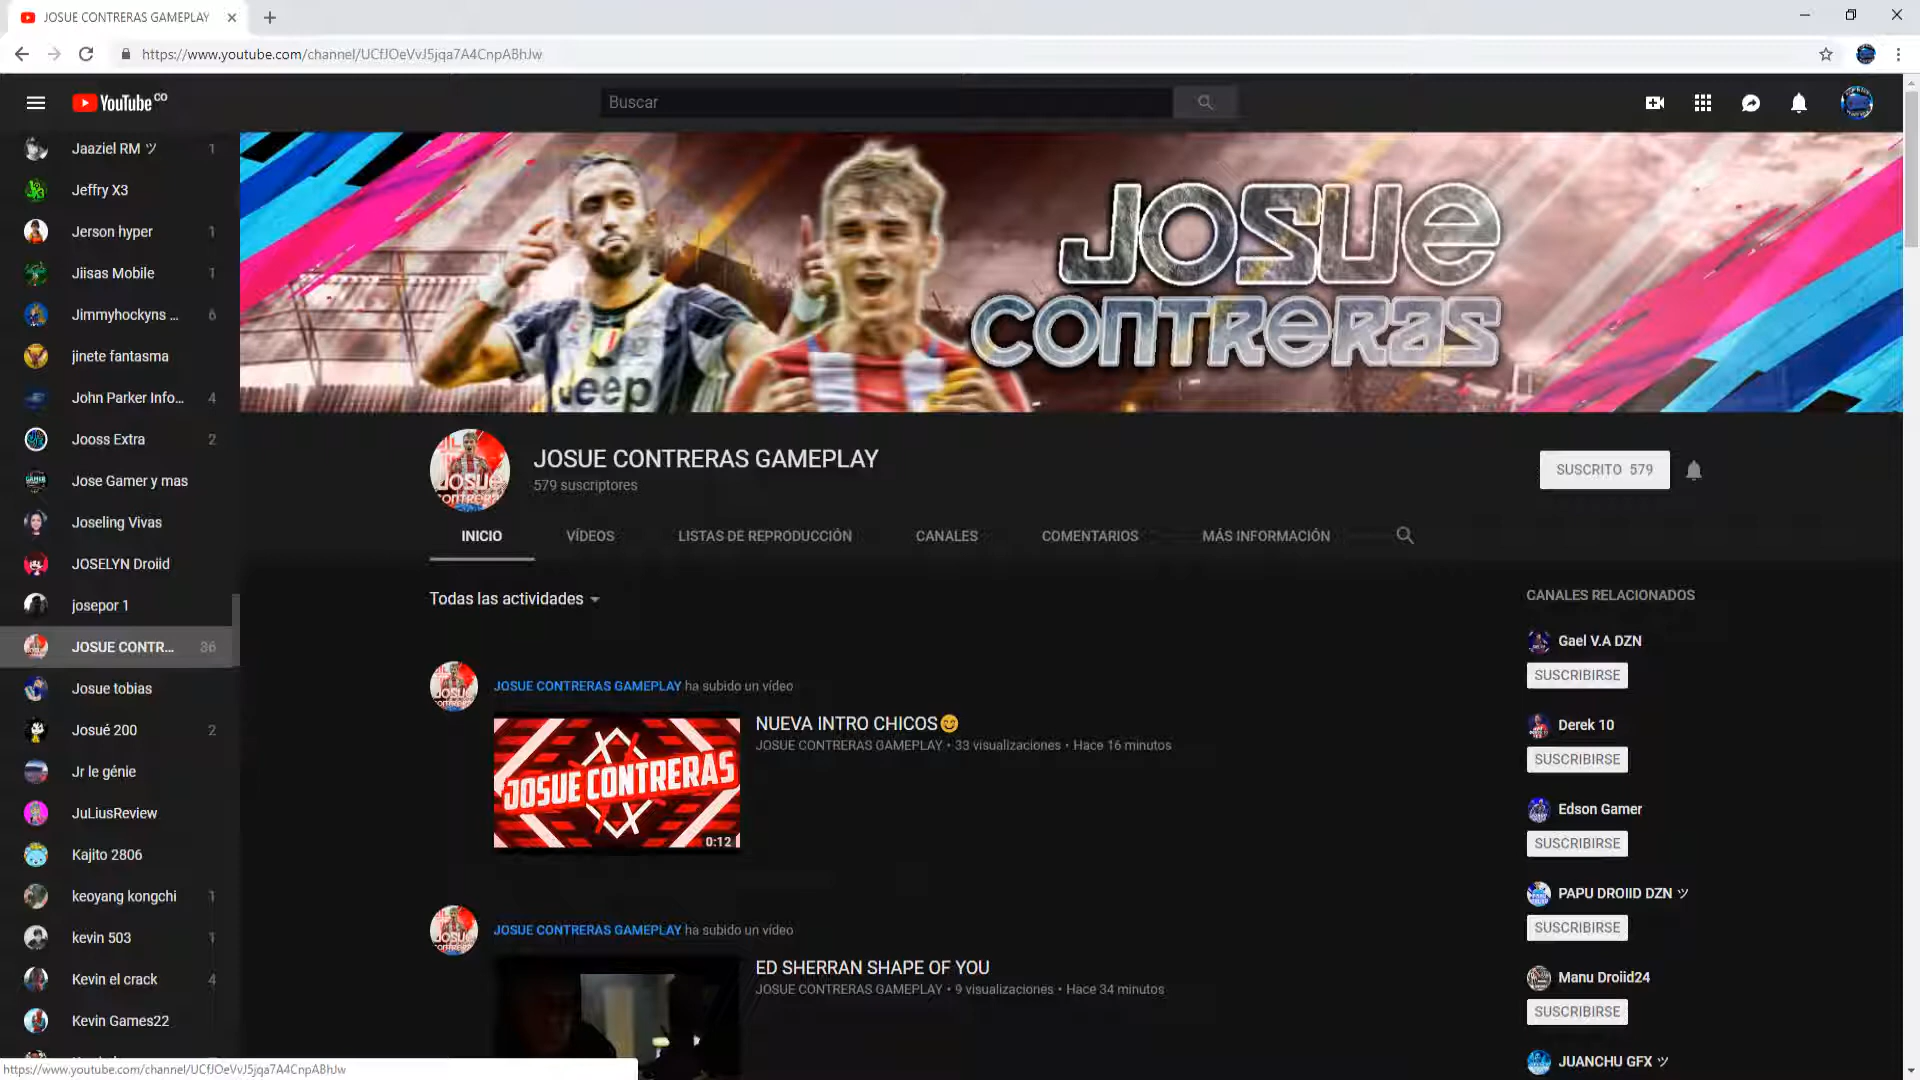 JOSUE CONTRERAS GAMEPLAY
https://www.youtube.com/channel/UCfJOeVvJ5jqa7A4CnpABhJw
YouTube CO
Buscar
Jaaziel RM ツ 1
Jeffry X3
Jerson hyper 1
Jiisas Mobile 1
Jimmyhockyns ... 6
jinete fantasma
John Parker Info... 4
Jooss Extra 2
Jose Gamer y mas
Joseling Vivas
JOSELYN Droiid
josepor 1
JOSUE CONTR... 36
Josue tobias
Josué 200 2
Jr le génie
JuLiusReview
Kajito 2806
keoyang kongchi 1
kevin 503 1
Kevin el crack 4
Kevin Games22
https://www.youtube.com/channel/UCfJOeVvJ5jqa7A4CnpABhJw
Jeep
JOSUE
CONTRERAS
JOSUE CONTRERAS GAMEPLAY
579 suscriptores
SUSCRITO 579
INICIO VÍDEOS LISTAS DE REPRODUCCIÓN CANALES COMENTARIOS MÁS INFORMACIÓN
Todas las actividades
JOSUE CONTRERAS GAMEPLAY ha subido un vídeo
JOSUE CONTRERAS
0:12
NUEVA INTRO CHICOS😊
JOSUE CONTRERAS GAMEPLAY • 33 visualizaciones • Hace 16 minutos
JOSUE CONTRERAS GAMEPLAY ha subido un vídeo
ED SHERRAN SHAPE OF YOU
JOSUE CONTRERAS GAMEPLAY • 9 visualizaciones • Hace 34 minutos
CANALES RELACIONADOS
Gael V.A DZN
SUSCRIBIRSE
Derek 10
SUSCRIBIRSE
Edson Gamer
SUSCRIBIRSE
PAPU DROIID DZN ツ
SUSCRIBIRSE
Manu Droiid24
SUSCRIBIRSE
JUANCHU GFX ツ